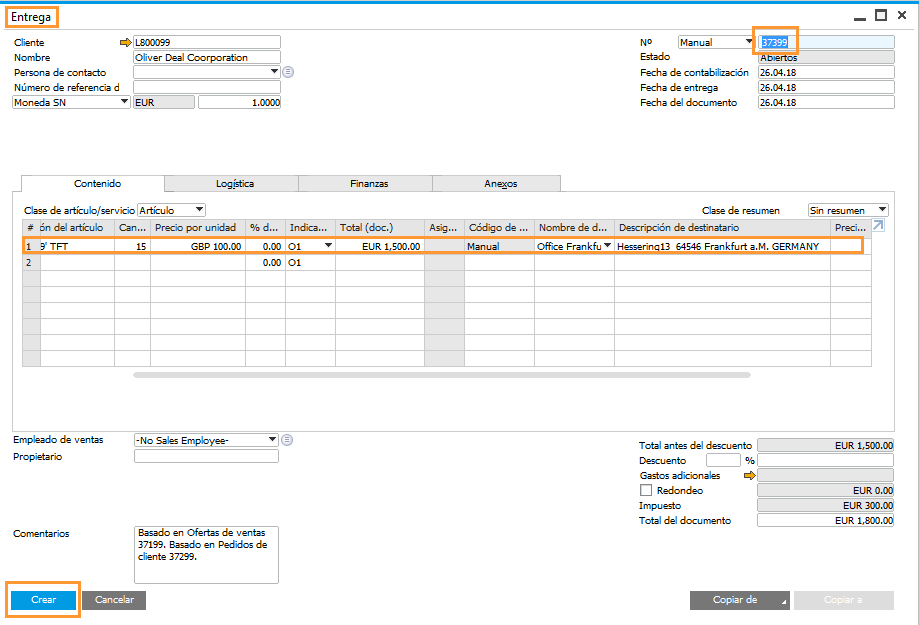 Entrega
Cliente L800099
Nombre Oliver Deal Coorporation
Persona de contacto
Número de referencia d
Moneda SN EUR 1.0000
Nº Manual 37399
Estado Abiertos
Fecha de contabilización 26.04.18
Fecha de entrega 26.04.18
Fecha del documento 26.04.18
Contenido Logística Finanzas Anexos
Clase de artículo/servicio Artículo Clase de resumen Sin resumen
# ón del artículo Can... Precio por unidad % d... Indica... Total (doc.) Asig... Código de ... Nombre de d... Descripción de destinatario Preci...
1 9' TFT 15 GBP 100.00 0.00 O1 EUR 1,500.00 Manual Office Frankfu Hessering13 64546 Frankfurt a.M. GERMANY
2 0.00 O1
Empleado de ventas -No Sales Employee-
Propietario
Total antes del descuento EUR 1,500.00
Descuento %
Gastos adicionales
Redondeo EUR 0.00
Impuesto EUR 300.00
Total del documento EUR 1,800.00
Comentarios Basado en Ofertas de ventas
37199. Basado en Pedidos de
cliente 37299.
Crear Cancelar Copiar de Copiar a